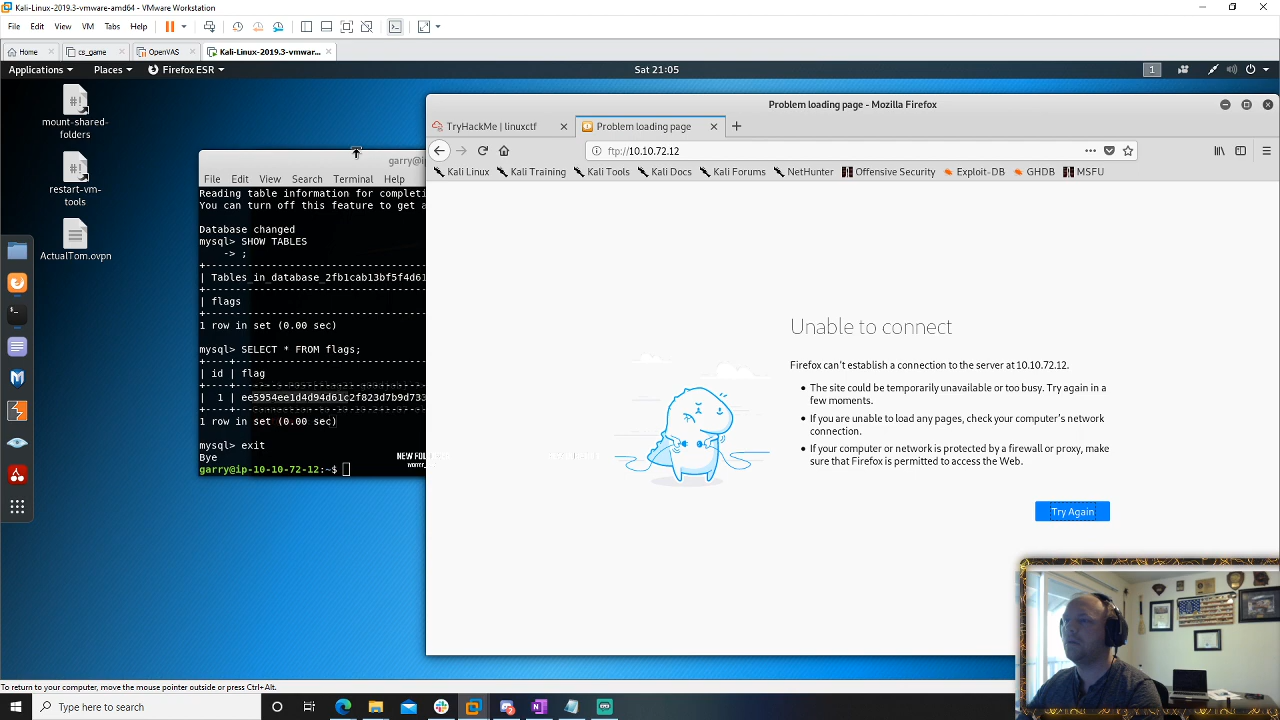 Kali-Linux-2019.3-vmware-amd64 - VMware Workstation
File Edit View VM Tabs Help
Home cs_game OpenVAS Kali-Linux-2019.3-vmwar...
Applications Places Firefox ESR Sat 21:05 1
mount-shared-folders
restart-vm-tools
ActualTom.ovpn
garry@i
File Edit View Search Terminal Help
Reading table information for completi
You can turn off this feature to get a
Database changed
mysql> SHOW TABLES
-> ;
| Tables_in_database_2fb1cab13bf5f4d61
| flags
1 row in set (0.00 sec)
mysql> SELECT * FROM flags;
| id | flag
| 1 | ee5954ee1d4d94d61c2f823d7b9d733
1 row in set (0.00 sec)
mysql> exit
Bye
garry@ip-10-10-72-12:~$
NEW FOL
Problem loading page - Mozilla Firefox
TryHackMe | linuxctf Problem loading page
ftp://10.10.72.12
Kali Linux Kali Training Kali Tools Kali Docs Kali Forums NetHunter Offensive Security Exploit-DB GHDB MSFU
Unable to connect
Firefox can't establish a connection to the server at 10.10.72.12.
The site could be temporarily unavailable or too busy. Try again in a
few moments.
If you are unable to load any pages, check your computer's network
connection.
If your computer or network is protected by a firewall or proxy, make
sure that Firefox is permitted to access the Web.
Try Again
To return to your computer, move the mouse pointer outside or press Ctrl+Alt.
Type here to search